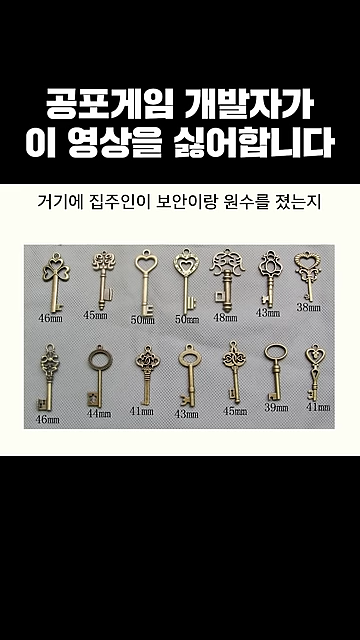 공포게임 개발자가
이 영상을 싫어합니다
거기에 집주인이 보안이랑 원수를 졌는지
46mm 45mm 50mm 50mm 48mm 43mm 38mm
46mm 44mm 41mm 43mm 45mm 39mm 41mm